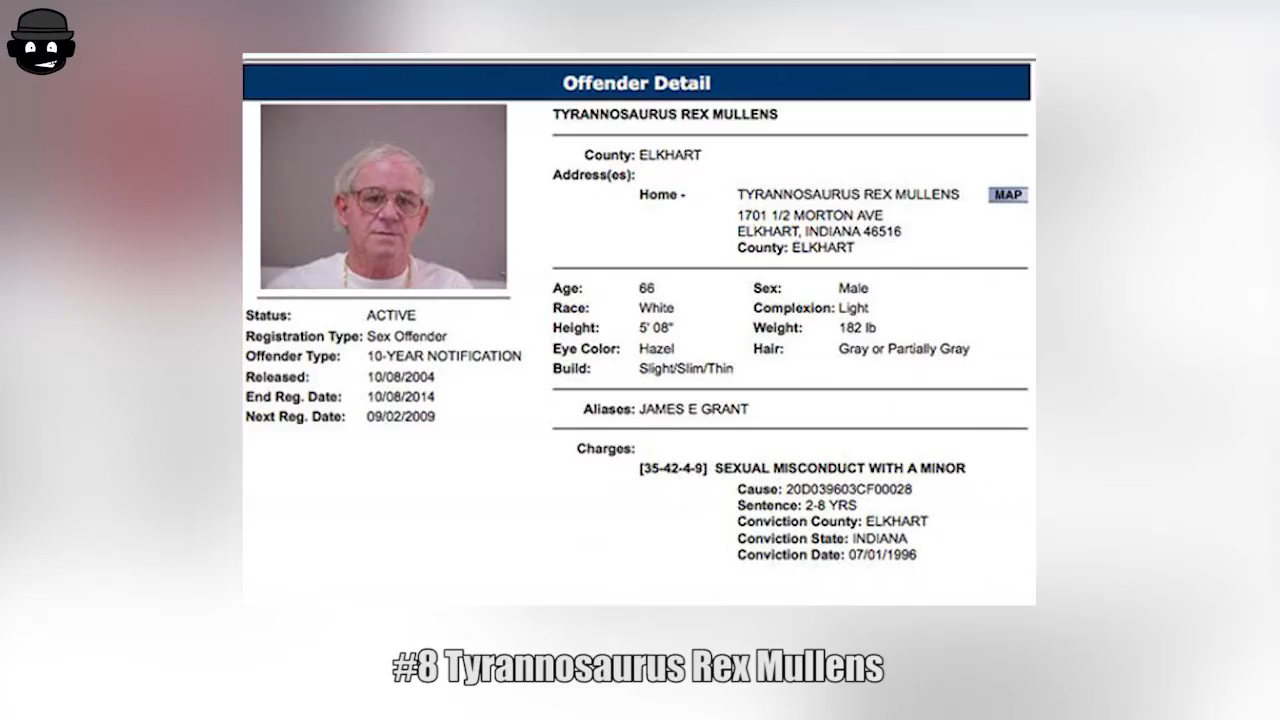 Offender Detail
TYRANNOSAURUS REX MULLENS
County: ELKHART
Address(es):
Home - TYRANNOSAURUS REX MULLENS MAP
1701 1/2 MORTON AVE
ELKHART, INDIANA 46516
County: ELKHART
Age: 66 Sex: Male
Race: White Complexion: Light
Height: 5' 08" Weight: 182 lb
Eye Color: Hazel Hair: Gray or Partially Gray
Build: Slight/Slim/Thin
Status: ACTIVE
Registration Type: Sex Offender
Offender Type: 10-YEAR NOTIFICATION
Released: 10/08/2004
End Reg. Date: 10/08/2014
Next Reg. Date: 09/02/2009
Aliases: JAMES E GRANT
Charges:
[35-42-4-9] SEXUAL MISCONDUCT WITH A MINOR
Cause: 20D039603CF00028
Sentence: 2-8 YRS
Conviction County: ELKHART
Conviction State: INDIANA
Conviction Date: 07/01/1996
#8 Tyrannosaurus Rex Mullens